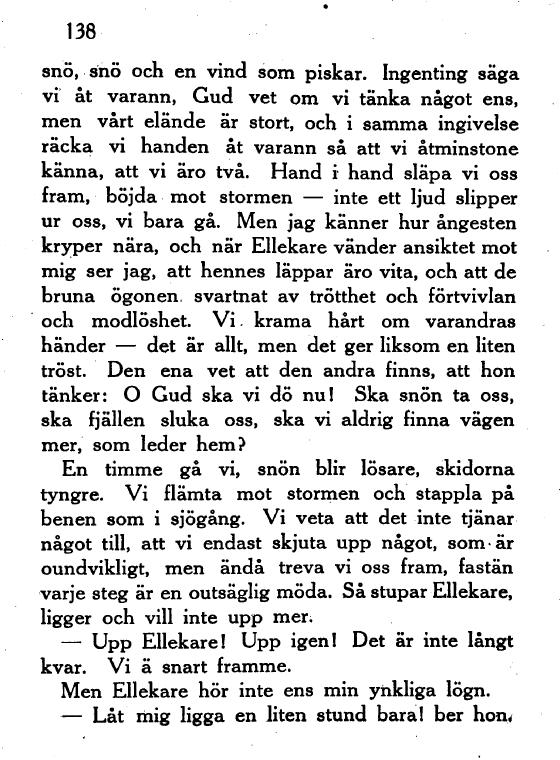 138
snö, snö och en vind som piskar. Ingenting säga
vi åt varann, Gud vet om vi tänka något ens,
men vårt elände är stort, och i samma ingivelse
räcka vi handen åt varann så att vi åtminstone
känna, att vi äro två. Hand i hand släpa vi oss
fram, böjda mot stormen — inte ett ljud slipper
ur oss, vi bara gå. Men jag känner hur ångesten
kryper nära, och när Ellekare vänder ansiktet mot
mig ser jag, att hennes läppar äro vita, och att de
bruna ögonen svartnat av trötthet och förtvivlan
och modlöshet. Vi krama hårt om varandras
händer — det är allt, men det ger liksom en liten
tröst. Den ena vet att den andra finns, att hon
tänker: O Gud ska vi dö nu! Ska snön ta oss,
ska fjällen sluka oss, ska vi aldrig finna vägen
mer, som leder hem?
En timme gå vi, snön blir lösare, skidorna
tyngre. Vi flämta mot stormen och stappla på
benen som i sjögång. Vi veta att det inte tjänar
något till, att vi endast skjuta upp något, som är
oundvikligt, men ändå treva vi oss fram, fastän
varje steg är en outsäglig möda. Så stupar Ellekare,
ligger och vill inte upp mer.
— Upp Ellekare! Upp igen! Det är inte långt
kvar. Vi ä snart framme.
Men Ellekare hör inte ens min ynkliga lögn.
— Låt mig ligga en liten stund bara! ber hon,